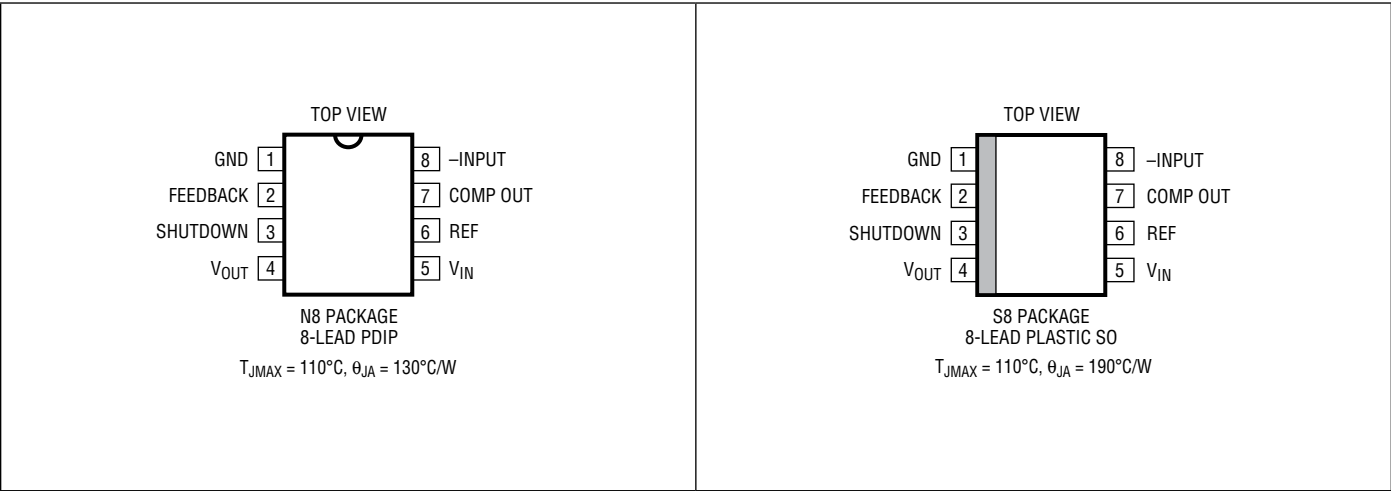 TOP VIEW
GND 1
FEEDBACK 2
SHUTDOWN 3
VOUT 4
8 –INPUT
7 COMP OUT
6 REF
5 VIN
N8 PACKAGE
8-LEAD PDIP
TJMAX = 110°C, θJA = 130°C/W
TOP VIEW
GND 1
FEEDBACK 2
SHUTDOWN 3
VOUT 4
8 –INPUT
7 COMP OUT
6 REF
5 VIN
S8 PACKAGE
8-LEAD PLASTIC SO
TJMAX = 110°C, θJA = 190°C/W